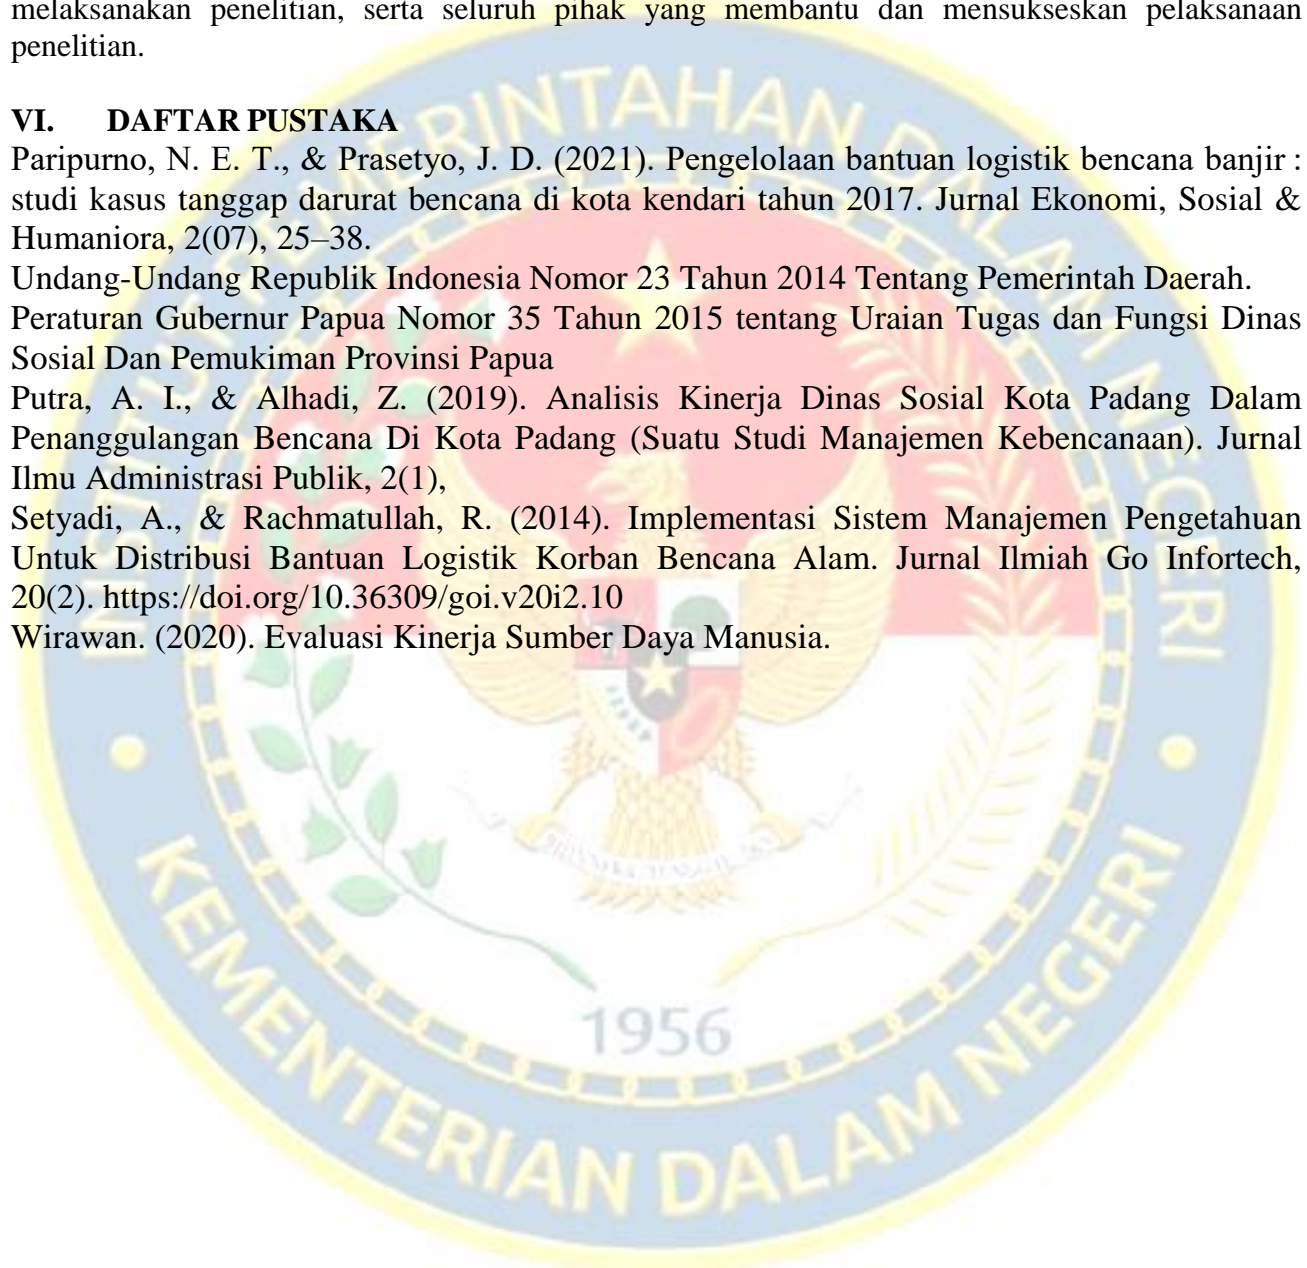 melaksanakan penelitian, serta seluruh pihak yang membantu dan mensukseskan pelaksanaan
penelitian.
VI. DAFTAR PUSTAKA
Paripurno, N. E. T., & Prasetyo, J. D. (2021). Pengelolaan bantuan logistik bencana banjir :
studi kasus tanggap darurat bencana di kota kendari tahun 2017. Jurnal Ekonomi, Sosial &
Humaniora, 2(07), 25–38.
Undang-Undang Republik Indonesia Nomor 23 Tahun 2014 Tentang Pemerintah Daerah.
Peraturan Gubernur Papua Nomor 35 Tahun 2015 tentang Uraian Tugas dan Fungsi Dinas
Sosial Dan Pemukiman Provinsi Papua
Putra, A. I., & Alhadi, Z. (2019). Analisis Kinerja Dinas Sosial Kota Padang Dalam
Penanggulangan Bencana Di Kota Padang (Suatu Studi Manajemen Kebencanaan). Jurnal
Ilmu Administrasi Publik, 2(1),
Setyadi, A., & Rachmatullah, R. (2014). Implementasi Sistem Manajemen Pengetahuan
Untuk Distribusi Bantuan Logistik Korban Bencana Alam. Jurnal Ilmiah Go Infortech,
20(2). https://doi.org/10.36309/goi.v20i2.10
Wirawan. (2020). Evaluasi Kinerja Sumber Daya Manusia.
INSTITUT PEMERINTAHAN DALAM NEGERI
1956
KEMENTERIAN DALAM NEGERI